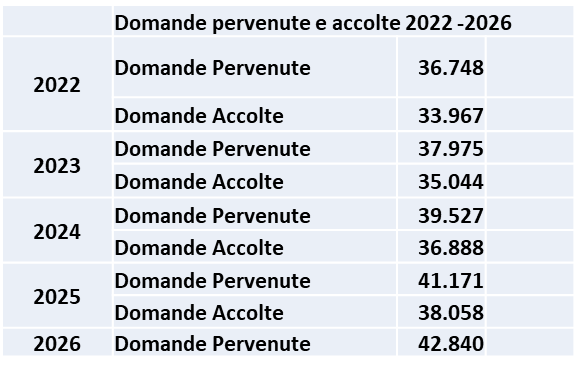 Domande pervenute e accolte 2022 -2026
2022
Domande Pervenute 36.748
Domande Accolte 33.967
2023
Domande Pervenute 37.975
Domande Accolte 35.044
2024
Domande Pervenute 39.527
Domande Accolte 36.888
2025
Domande Pervenute 41.171
Domande Accolte 38.058
2026 Domande Pervenute 42.840